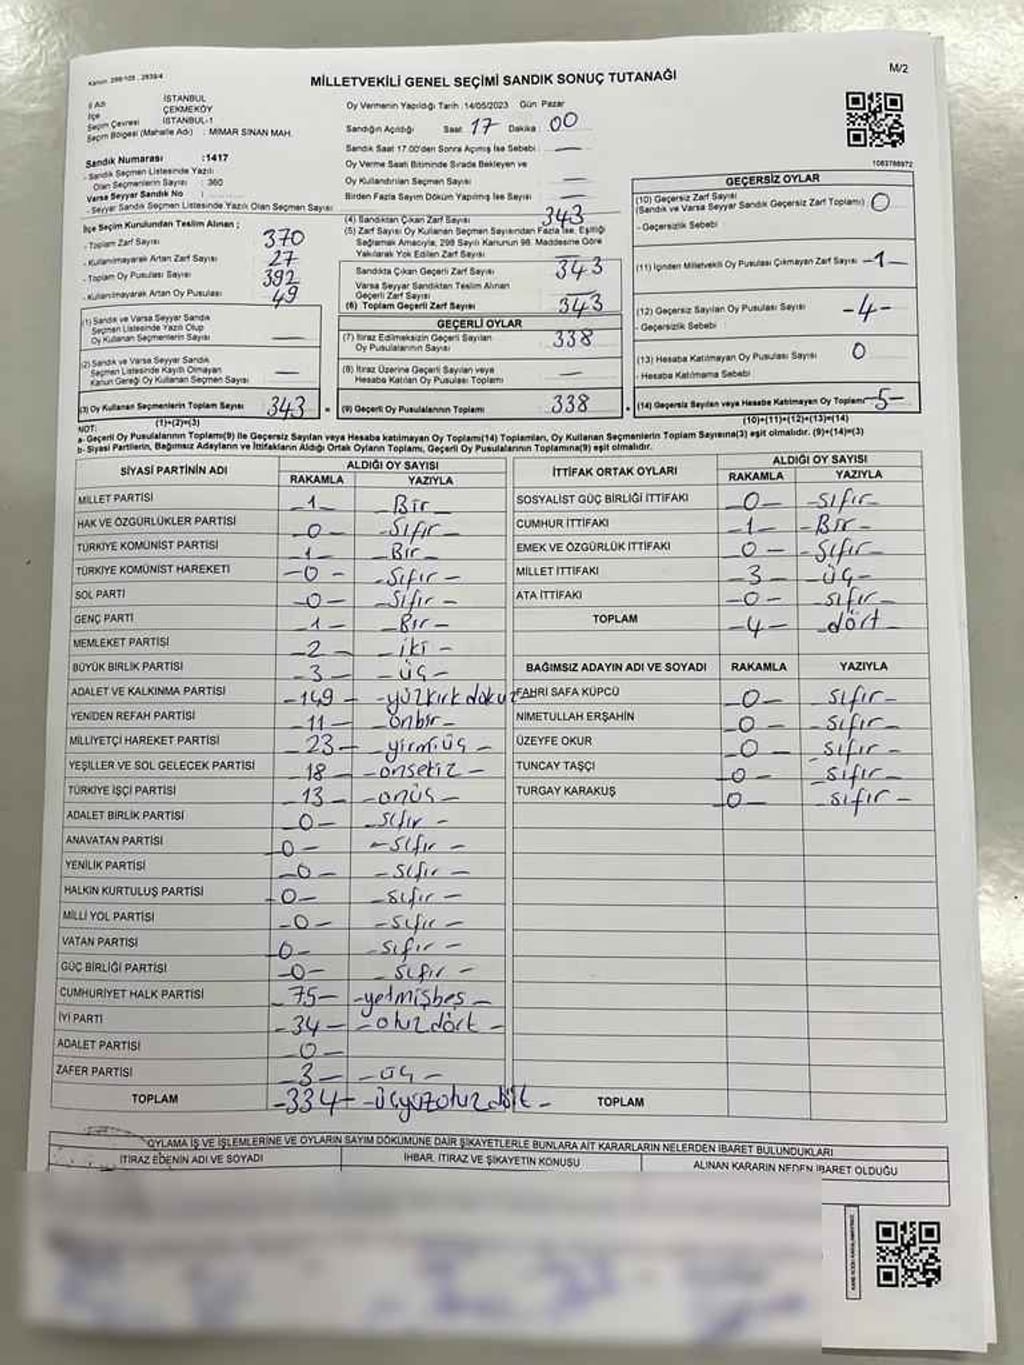 Kanun: 298/105 , 2839/4
M/2
MİLLETVEKİLİ GENEL SEÇİMİ SANDIK SONUÇ TUTANAĞI
İl Adı İSTANBUL
İlçe ÇEKMEKÖY
Seçim Çevresi İSTANBUL-1
Seçim Bölgesi (Mahalle Adı) : MİMAR SİNAN MAH.
Sandık Numarası :1417
- Sandık Seçmen Listesinde Yazılı
Olan Seçmenlerin Sayısı : 360
Varsa Seyyar Sandık No :
- Seyyar Sandık Seçmen Listesinde Yazılı Olan Seçmen Sayısı :
İlçe Seçim Kurulundan Teslim Alınan ;
- Toplam Zarf Sayısı 370
- Kullanılmayarak Artan Zarf Sayısı 27
- Toplam Oy Pusulası Sayısı 392
- Kullanılmayarak Artan Oy Pusulası 49
(1) Sandık ve Varsa Seyyar Sandık
Seçmen Listesinde Yazılı Olup
Oy Kullanan Seçmenlerin Sayısı —
(2) Sandık ve Varsa Seyyar Sandık
Seçmen Listesinde Kayıtlı Olmayan
Kanun Gereği Oy Kullanan Seçmen Sayısı —
(3) Oy Kullanan Seçmenlerin Toplam Sayısı 343
(1)+(2)=(3)
Oy Vermenin Yapıldığı Tarih :14/05/2023 Gün Pazar
Sandığın Açıldığı Saat 17 Dakika 00
Sandık Saat 17.00'den Sonra Açılmış İse Sebebi : —
Oy Verme Saati Bitiminde Sırada Bekleyen ve
Oy Kullandırılan Seçmen Sayısı —
Birden Fazla Sayım Döküm Yapılmış İse Sayısı —
(4) Sandıktan Çıkan Zarf Sayısı 343
(5) Zarf Sayısı Oy Kullanan Seçmen Sayısından Fazla İse, Eşitliği
Sağlamak Amacıyla, 298 Sayılı Kanunun 98. Maddesine Göre
Yakılarak Yok Edilen Zarf Sayısı —
Sandıkta Çıkan Geçerli Zarf Sayısı 343
Varsa Seyyar Sandıktan Teslim Alınan
Geçerli Zarf Sayısı —
(6) Toplam Geçerli Zarf Sayısı 343
GEÇERLİ OYLAR
(7) İtiraz Edilmeksizin Geçerli Sayılan
Oy Pusulalarının Sayısı 338
(8) İtiraz Üzerine Geçerli Sayılan veya
Hesaba Katılan Oy Pusulaları Toplamı —
(9) Geçerli Oy Pusulalarının Toplamı 338
1083788972
GEÇERSİZ OYLAR
(10) Geçersiz Zarf Sayısı
(Sandık ve Varsa Seyyar Sandık Geçersiz Zarf Toplamı) 0
- Geçersizlik Sebebi
(11) İçinden Milletvekili Oy Pusulası Çıkmayan Zarf Sayısı -1-
(12) Geçersiz Sayılan Oy Pusulası Sayısı -4-
- Geçersizlik Sebebi
(13) Hesaba Katılmayan Oy Pusulası Sayısı 0
- Hesaba Katılmama Sebebi
(14) Geçersiz Sayılan veya Hesaba Katılmayan Oy Toplamı -5-
(10)+(11)+(12)+(13)=(14)
NOT:
a- Geçerli Oy Pusulalarının Toplamı(9) ile Geçersiz Sayılan veya Hesaba katılmayan Oy Toplamı(14) Toplamları, Oy Kullanan Seçmenlerin Toplam Sayısına(3) eşit olmalıdır. (9)+(14)=(3)
b- Siyasi Partilerin, Bağımsız Adayların ve İttifakların Aldığı Ortak Oyların Toplamı, Geçerli Oy Pusulalarının Toplamına(9) eşit olmalıdır.
SİYASİ PARTİNİN ADI ALDIĞI OY SAYISI
RAKAMLA YAZIYLA
MİLLET PARTİSİ -1- Bir -
HAK VE ÖZGÜRLÜKLER PARTİSİ -0- -Sıfır-
TÜRKİYE KOMÜNİST PARTİSİ -1- -Bir-
TÜRKİYE KOMÜNİST HAREKETİ -0- -Sıfır-
SOL PARTİ -0- -Sıfır-
GENÇ PARTİ -1- -Bir-
MEMLEKET PARTİSİ -2- -iki-
BÜYÜK BİRLİK PARTİSİ -3- -üç-
ADALET VE KALKINMA PARTİSİ -149- -yüzkırkdokuz
YENİDEN REFAH PARTİSİ -11- -onbir-
MİLLİYETÇİ HAREKET PARTİSİ -23- -yirmiüç-
YEŞİLLER VE SOL GELECEK PARTİSİ -18- -onsekiz-
TÜRKİYE İŞÇİ PARTİSİ -13- -onüç-
ADALET BİRLİK PARTİSİ -0- -sıfır-
ANAVATAN PARTİSİ -0- -sıfır-
YENİLİK PARTİSİ -0- -sıfır-
HALKIN KURTULUŞ PARTİSİ -0- -sıfır-
MİLLİ YOL PARTİSİ -0- -sıfır-
VATAN PARTİSİ -0- -sıfır-
GÜÇ BİRLİĞİ PARTİSİ -0- -sıfır-
CUMHURİYET HALK PARTİSİ -75- -yetmişbeş-
İYİ PARTİ -34- -otuzdört-
ADALET PARTİSİ -0-
ZAFER PARTİSİ -3- -üç-
TOPLAM -334- -üçyüzotuzdört-
İTTİFAK ORTAK OYLARI ALDIĞI OY SAYISI
RAKAMLA YAZIYLA
SOSYALİST GÜÇ BİRLİĞİ İTTİFAKI -0- -sıfır-
CUMHUR İTTİFAKI -1- -Bir-
EMEK VE ÖZGÜRLÜK İTTİFAKI -0- -sıfır-
MİLLET İTTİFAKI -3- -üç-
ATA İTTİFAKI -0- -sıfır-
TOPLAM -4- -dört-
BAĞIMSIZ ADAYIN ADI VE SOYADI RAKAMLA YAZIYLA
FAHRİ SAFA KÜPCÜ -0- sıfır-
NİMETULLAH ERŞAHİN -0- -sıfır-
ÜZEYFE OKUR -0- -sıfır-
TUNCAY TAŞÇI -0- -sıfır-
TURGAY KARAKUŞ -0- sıfır-
TOPLAM
OYLAMA İŞ VE İŞLEMLERİNE VE OYLARIN SAYIM DÖKÜMÜNE DAİR ŞİKAYETLERLE BUNLARA AİT KARARLARIN NELERDEN İBARET BULUNDUKLARI
İTİRAZ EDENİN ADI VE SOYADI İHBAR, İTİRAZ VE ŞİKAYETİN KONUSU ALINAN KARARIN NEDEN İBARET OLDUĞU